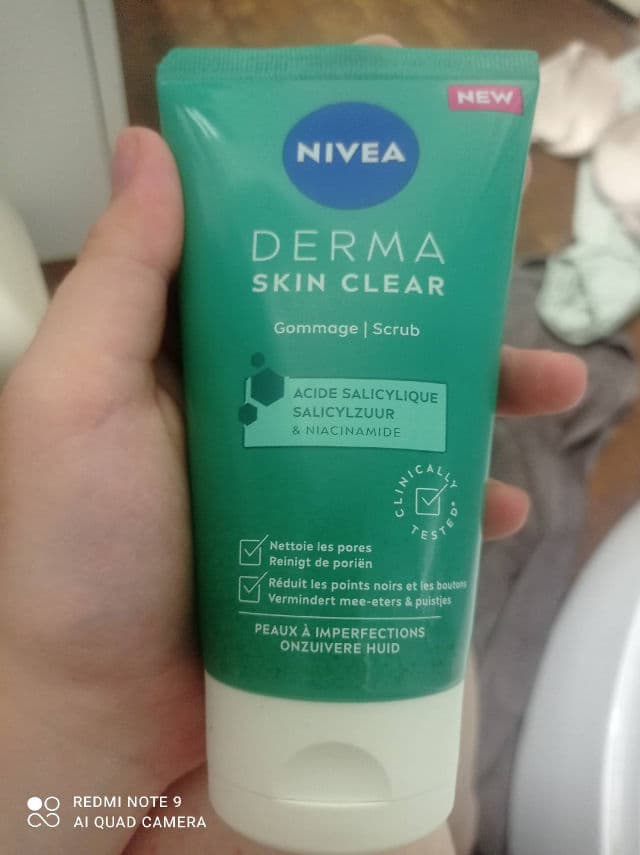 NEW
NIVEA
DERMA
SKIN CLEAR
Gommage | Scrub
ACIDE SALICYLIQUE
SALICYLZUUR
& NIACINAMIDE
CLINICALLY
TESTED*
Nettoie les pores
Reinigt de poriën
Réduit les points noirs et les boutons
Vermindert mee-eters & puistjes
PEAUX À IMPERFECTIONS
ONZUIVERE HUID
REDMI NOTE 9
AI QUAD CAMERA